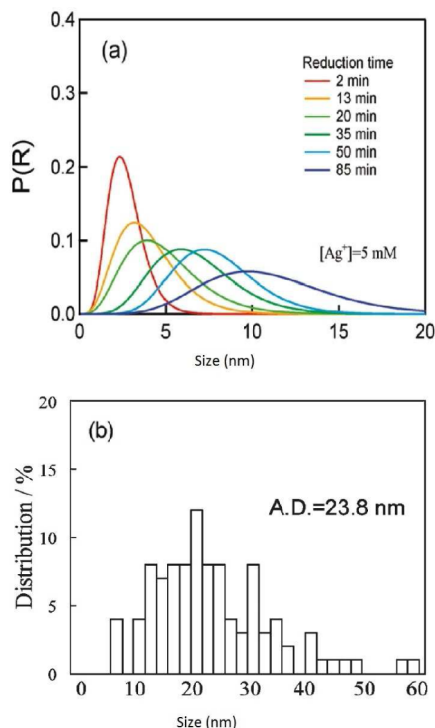 (a)
0.4
0.3
0.2
0.1
0.0
P(R)
Reduction time
2 min
13 min
20 min
35 min
50 min
85 min
[Ag⁺]=5 mM
0 5 10 15 20
Size (nm)
(b)
20
15
10
5
0
Distribution / %
A.D.=23.8 nm
0 10 20 30 40 50 60
Size (nm)